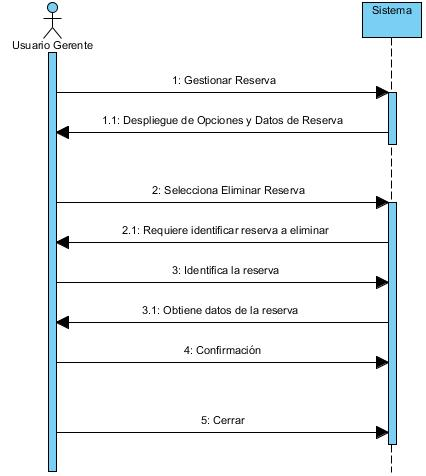 Sistema
Usuario Gerente
1: Gestionar Reserva
1.1: Despliegue de Opciones y Datos de Reserva
2: Selecciona Eliminar Reserva
2.1: Requiere identificar reserva a eliminar
3: Identifica la reserva
3.1: Obtiene datos de la reserva
4: Confirmación
5: Cerrar